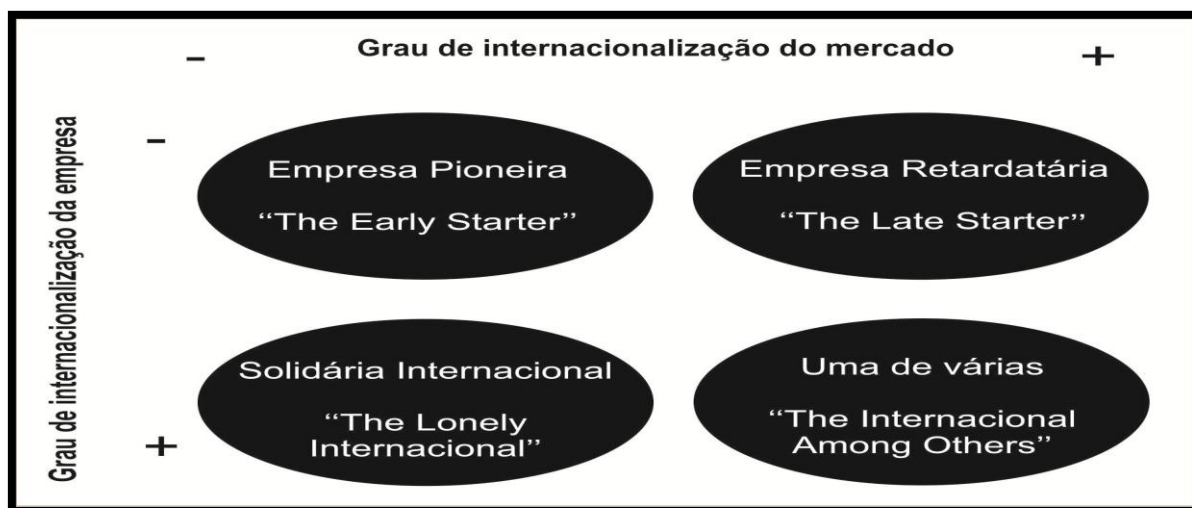 Grau de internacionalização do mercado
- +
Grau de internacionalização da empresa
-
Empresa Pioneira
“The Early Starter”
Empresa Retardatária
“The Late Starter”
+
Solidária Internacional
“The Lonely
Internacional”
Uma de várias
“The Internacional
Among Others”